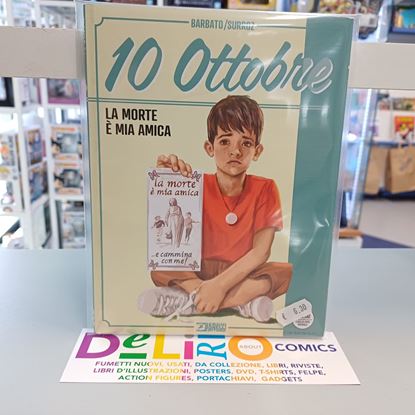 BARBATO/SURROZ
10 Ottobre
LA MORTE
È MIA AMICA
la morte
è mia amica
...e cammina
con me!
€ 6,30
DELIRIO
ABOUT
COMICS
FUMETTI NUOVI, USATI, DA COLLEZIONE, LIBRI, RIVISTE,
LIBRI D'ILLUSTRAZIONI, POSTERS, DVD, T-SHIRTS, FELPE,
ACTION FIGURES, PORTACHIAVI, GADGETS